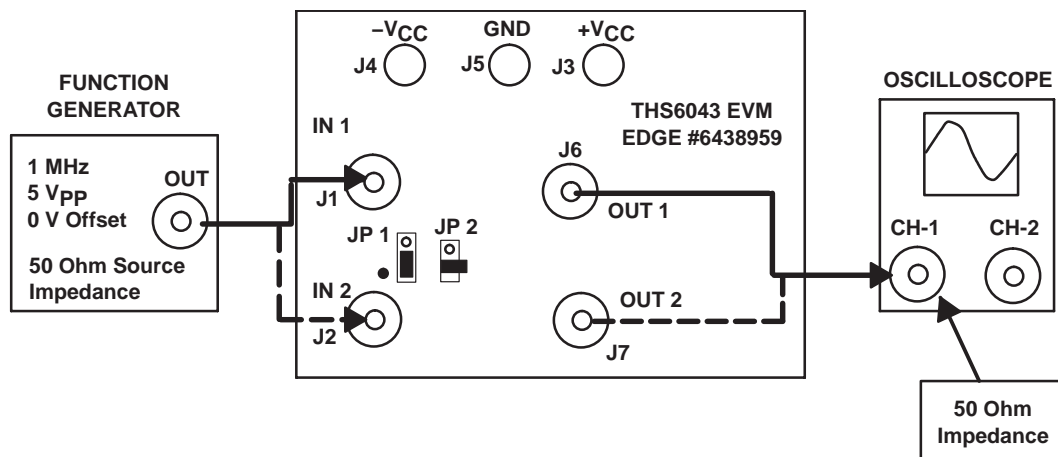 –VCC
GND
+VCC
J4
J5
J3
FUNCTION
GENERATOR
1 MHz
5 VPP
0 V Offset
50 Ohm Source
Impedance
OUT
IN 1
J1
JP 1
JP 2
IN 2
J2
THS6043 EVM
EDGE #6438959
J6
OUT 1
OUT 2
J7
OSCILLOSCOPE
CH-1
CH-2
50 Ohm
Impedance